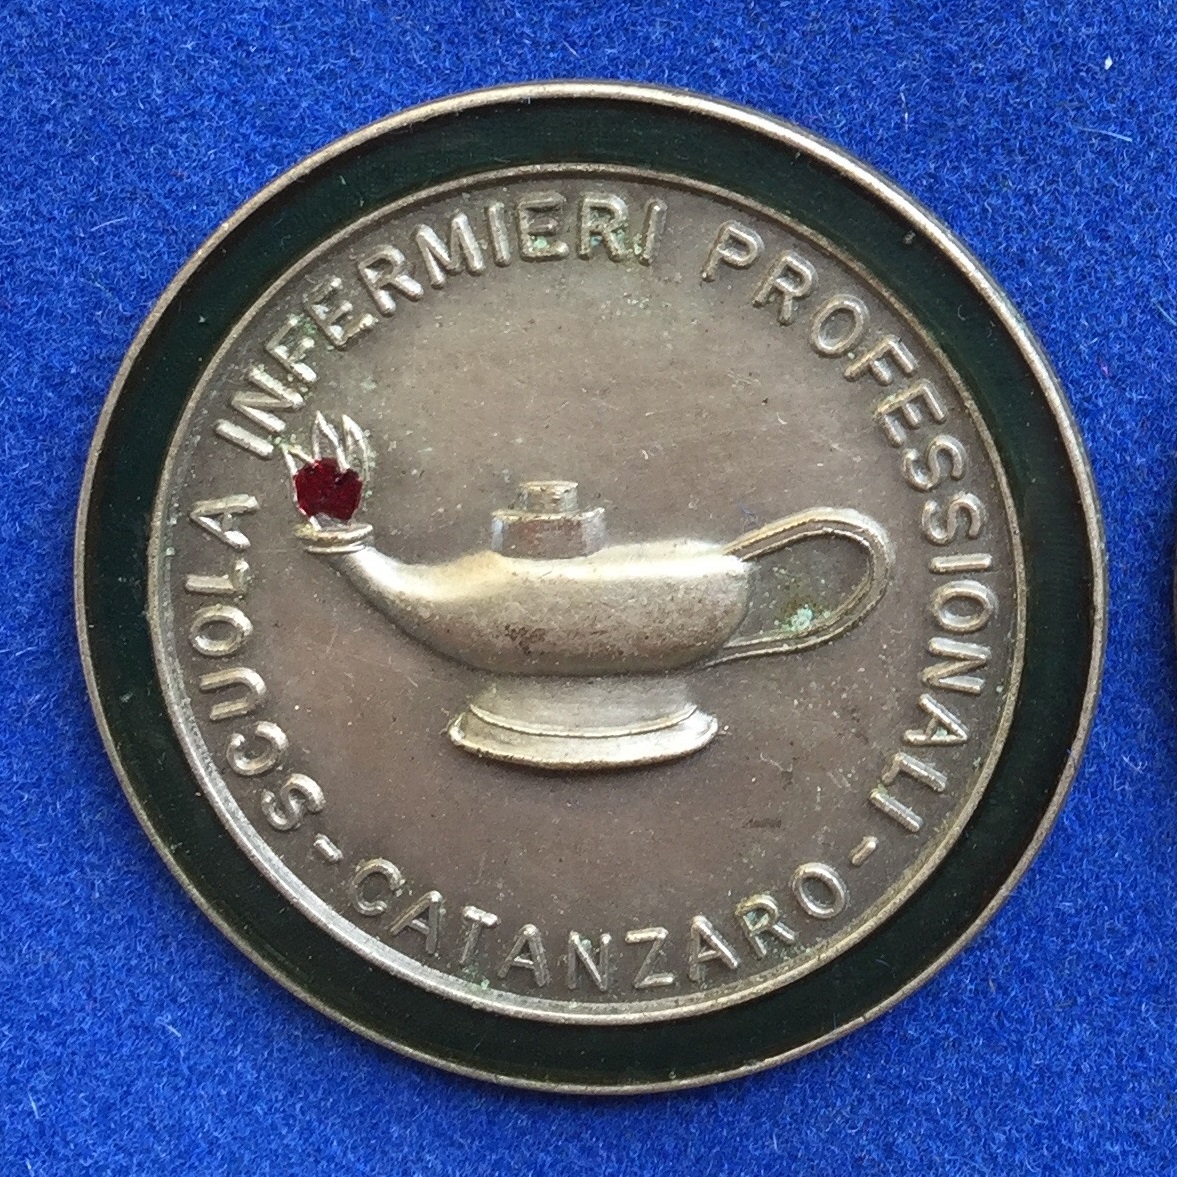 SCUOLA INFERMIERI PROFESSIONALI
- CATANZARO -